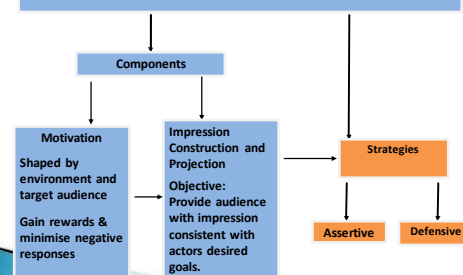 Components
Motivation
Shaped by
environment and
target audience
Gain rewards &
minimise negative
responses
Impression
Construction and
Projection
Objective:
Provide audience
with impression
consistent with
actors desired
goals.
Strategies
Assertive
Defensive